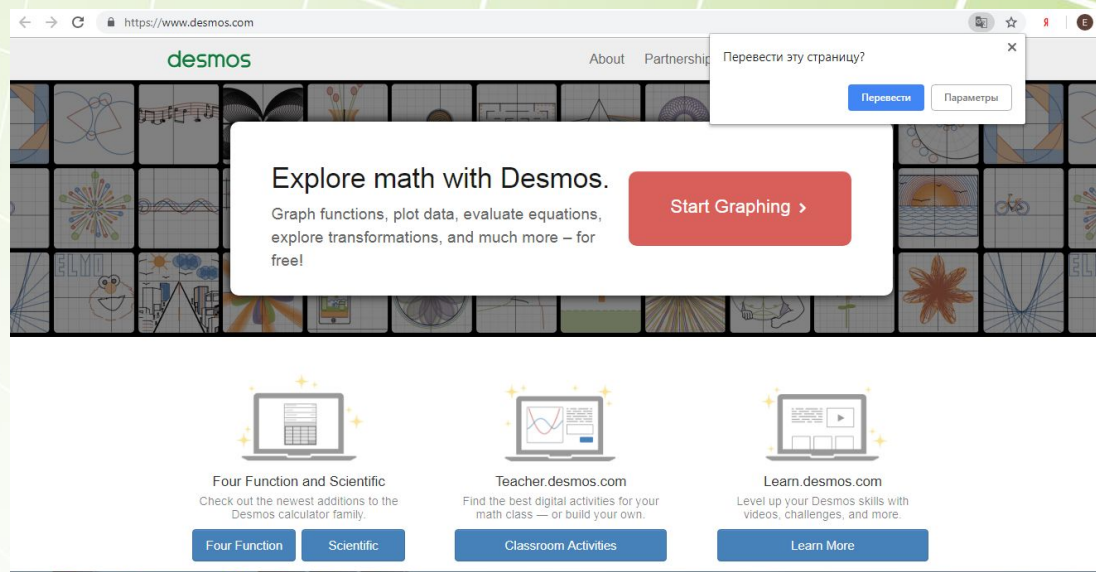 https://www.desmos.com
Я
E
desmos
About Partnership
Перевести эту страницу?
Перевести Параметры
Explore math with Desmos.
Graph functions, plot data, evaluate equations,
explore transformations, and much more – for
free!
Start Graphing >
ELMO
Four Function and Scientific
Check out the newest additions to the
Desmos calculator family.
Four Function Scientific
Teacher.desmos.com
Find the best digital activities for your
math class — or build your own.
Classroom Activities
Learn.desmos.com
Level up your Desmos skills with
videos, challenges, and more.
Learn More